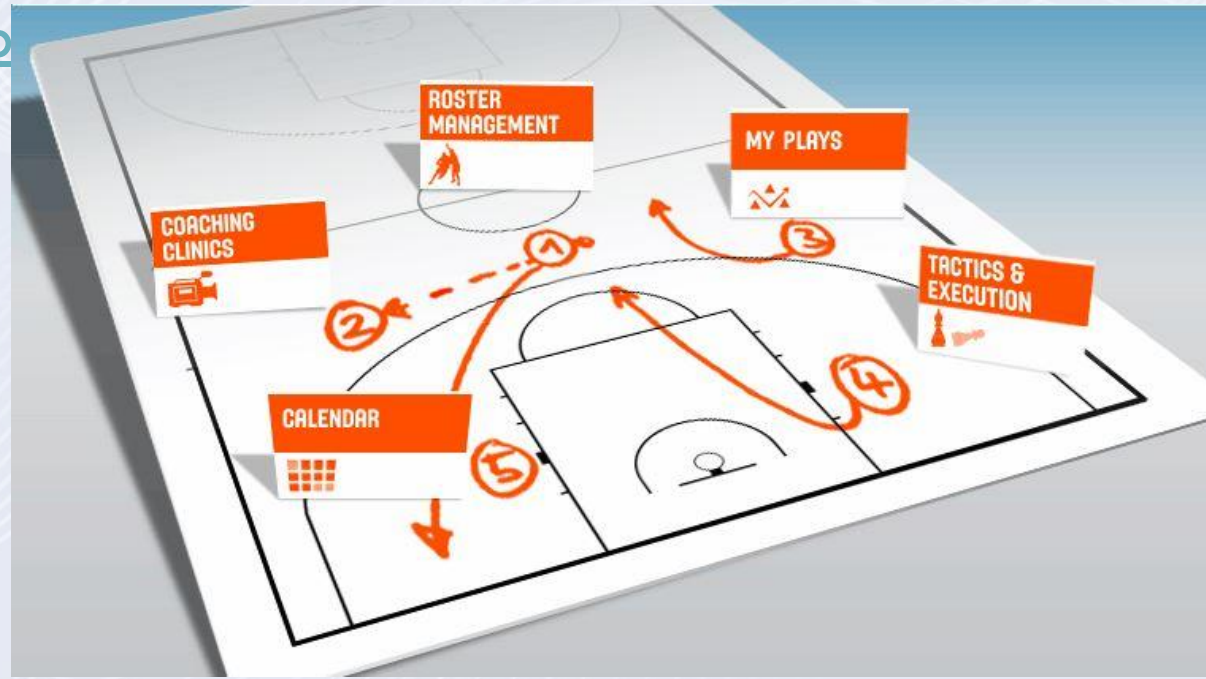 ROSTER
MANAGEMENT
MY PLAYS
COACHING
CLINICS
1
3
TACTICS &
EXECUTION
2
4
CALENDAR
5